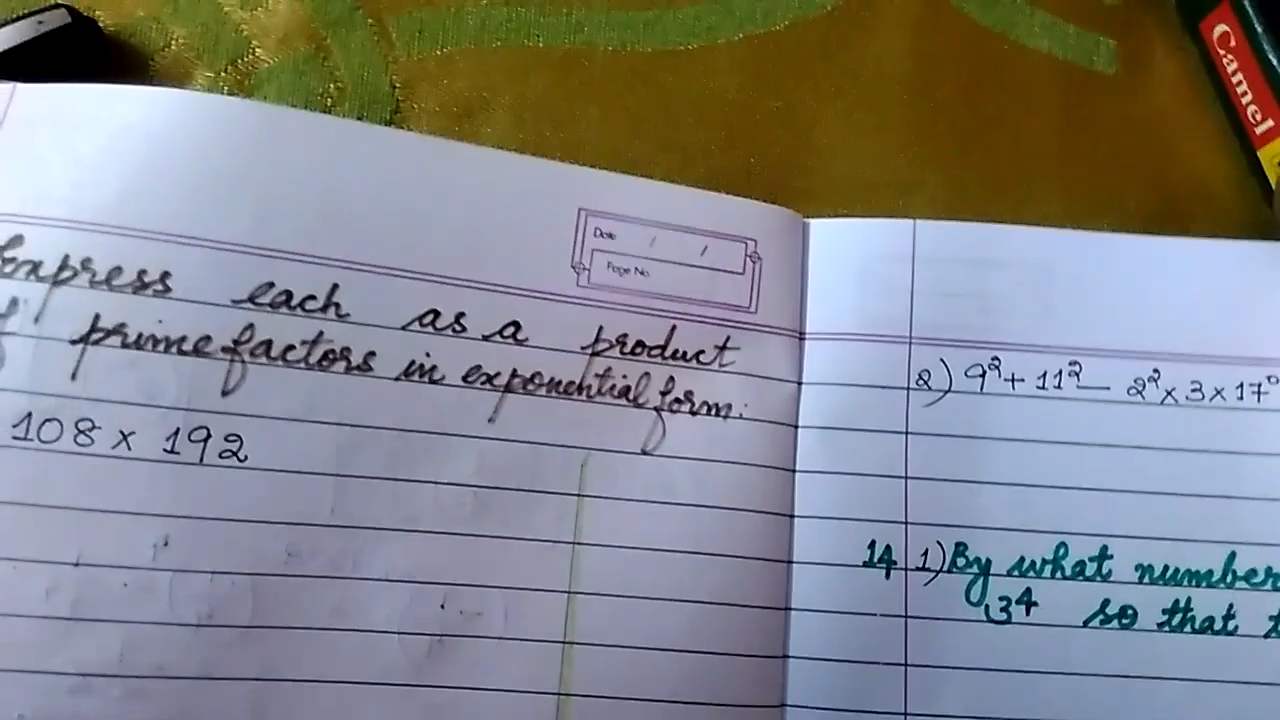 Camel
Date / /
Page No
Express each as a product
prime factors in exponential form:
108 x 192
2) 9² + 11² — 2² x 3 x 17⁰
14 1) By what number
3⁴ so that